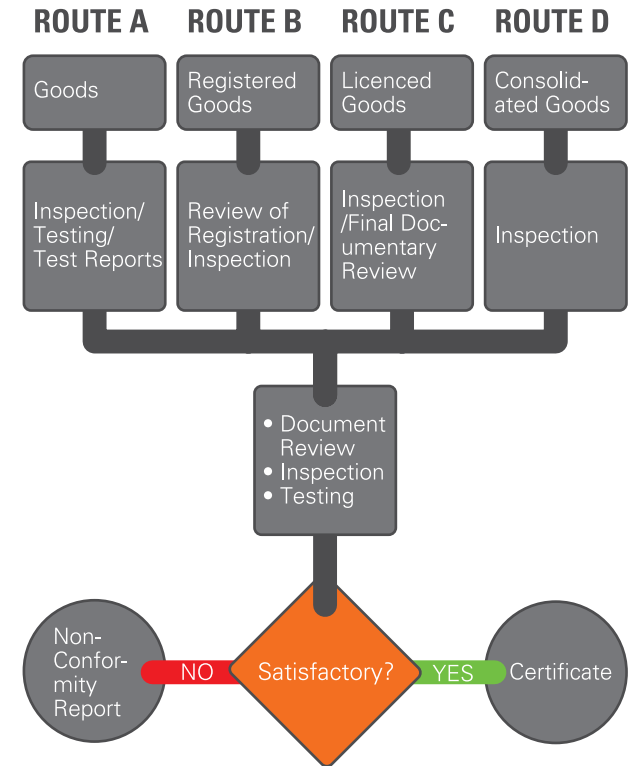 ROUTE A
ROUTE B
ROUTE C
ROUTE D
Goods
Registered
Goods
Licenced
Goods
Consolid-
ated Goods
Inspection/
Testing/
Test Reports
Review of
Registration/
Inspection
Inspection
/Final Doc-
umentary
Review
Inspection
• Document
Review
• Inspection
• Testing
Non-
Confor-
mity
Report
NO
Satisfactory?
YES
Certificate